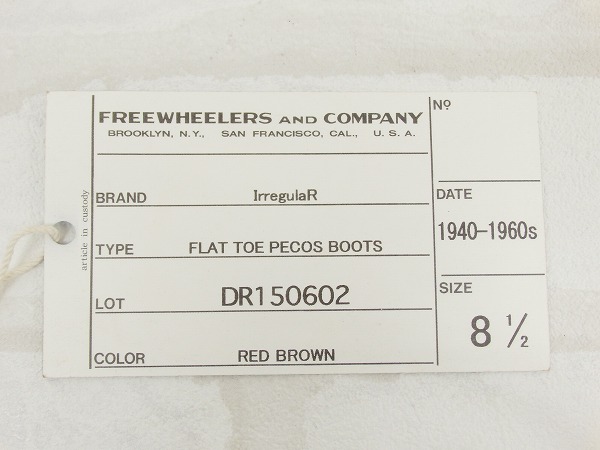 FREEWHEELERS AND COMPANY
BROOKLYN, N.Y., SAN FRANCISCO, CAL., U.S.A.
Nº
BRAND IrregulaR
DATE 1940-1960s
TYPE FLAT TOE PECOS BOOTS
LOT DR150602
SIZE 8 ½
COLOR RED BROWN
article in custody